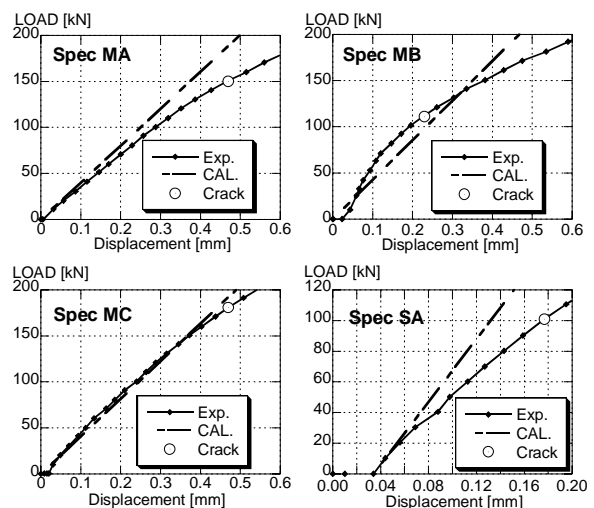 LOAD [kN]
200
150
100
50
0
Spec MA
Exp.
CAL.
Crack
0 0.1 0.2 0.3 0.4 0.5 0.6
Displacement [mm]
LOAD [kN]
200
150
100
50
0
Spec MB
Exp.
CAL.
Crack
0 0.1 0.2 0.3 0.4 0.5 0.6
Displacement [mm]
LOAD [kN]
200
150
100
50
0
Spec MC
Exp.
CAL.
Crack
0 0.1 0.2 0.3 0.4 0.5 0.6
Displacement [mm]
LOAD [kN]
120
100
80
60
40
20
0
Spec SA
Exp.
CAL.
Crack
0.00 0.04 0.08 0.12 0.16 0.20
Displacement [mm]